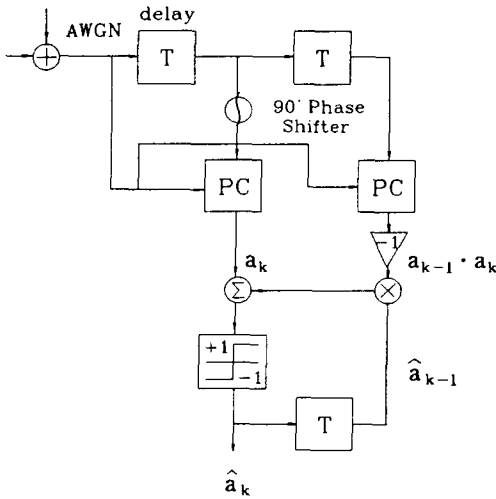 delay
AWGN
T
T
90° Phase
Shifter
PC
PC
-1
a_k
a_{k-1} · a_k
Σ
×
+1
-1
â_{k-1}
T
â_k